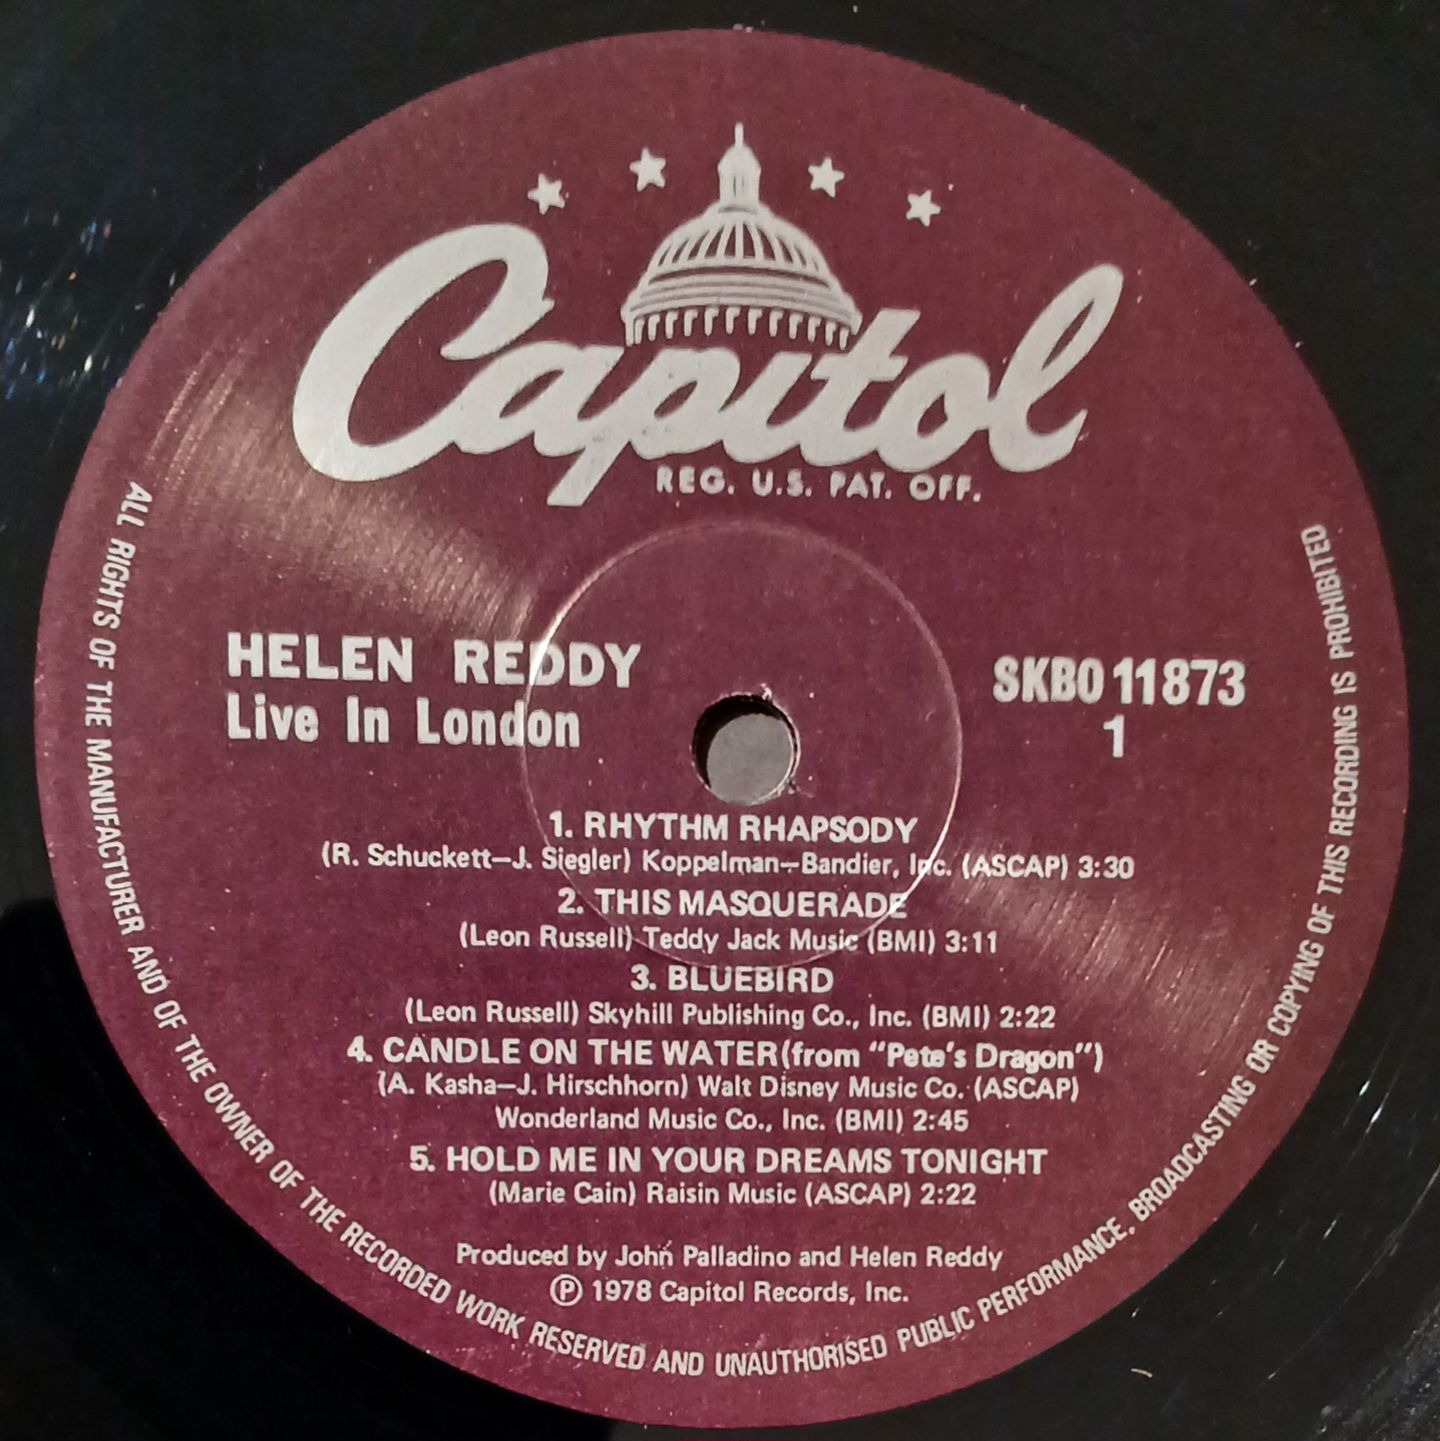 Capitol
REG. U.S. PAT. OFF.
HELEN REDDY
Live In London
SKBO 11873
1
1. RHYTHM RHAPSODY
(R. Schuckett—J. Siegler) Koppelman—Bandier, Inc. (ASCAP) 3:30
2. THIS MASQUERADE
(Leon Russell) Teddy Jack Music (BMI) 3:11
3. BLUEBIRD
(Leon Russell) Skyhill Publishing Co., Inc. (BMI) 2:22
4. CANDLE ON THE WATER(from "Pete's Dragon")
(A. Kasha—J. Hirschhorn) Walt Disney Music Co. (ASCAP)
Wonderland Music Co., Inc. (BMI) 2:45
5. HOLD ME IN YOUR DREAMS TONIGHT
(Marie Cain) Raisin Music (ASCAP) 2:22
Produced by John Palladino and Helen Reddy
℗ 1978 Capitol Records, Inc.
ALL RIGHTS OF THE MANUFACTURER AND OF THE OWNER OF THE RECORDED WORK RESERVED AND UNAUTHORISED PUBLIC PERFORMANCE, BROADCASTING OR COPYING OF THIS RECORDING IS PROHIBITED